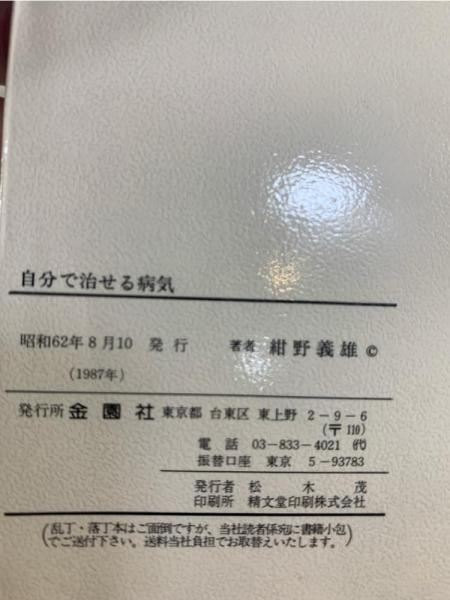 自分で治せる病気
昭和62年8月10 発行 著者 紺野義雄 ©
(1987年)
発行所 金園社 東京都 台東区 東上野 2-9-6
(〒110)
電話 03-833-4021 ㈹
振替口座 東京 5-93783
発行者 松木茂
印刷所 精文堂印刷株式会社
(乱丁・落丁本はご面倒ですが、当社読者係宛に書籍小包
でご送付下さい。送料当社負担でお取替えいたします。)